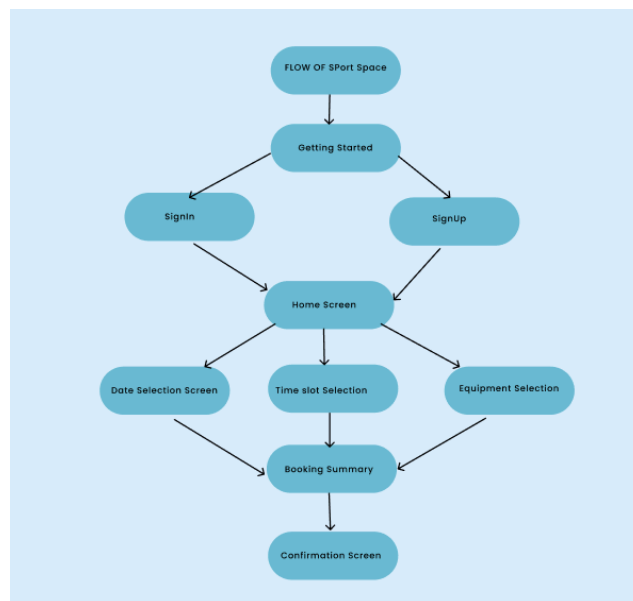 FLOW OF SPort Space
Getting Started
SignIn
SignUp
Home Screen
Date Selection Screen
Time slot Selection
Equipment Selection
Booking Summary
Confirmation Screen